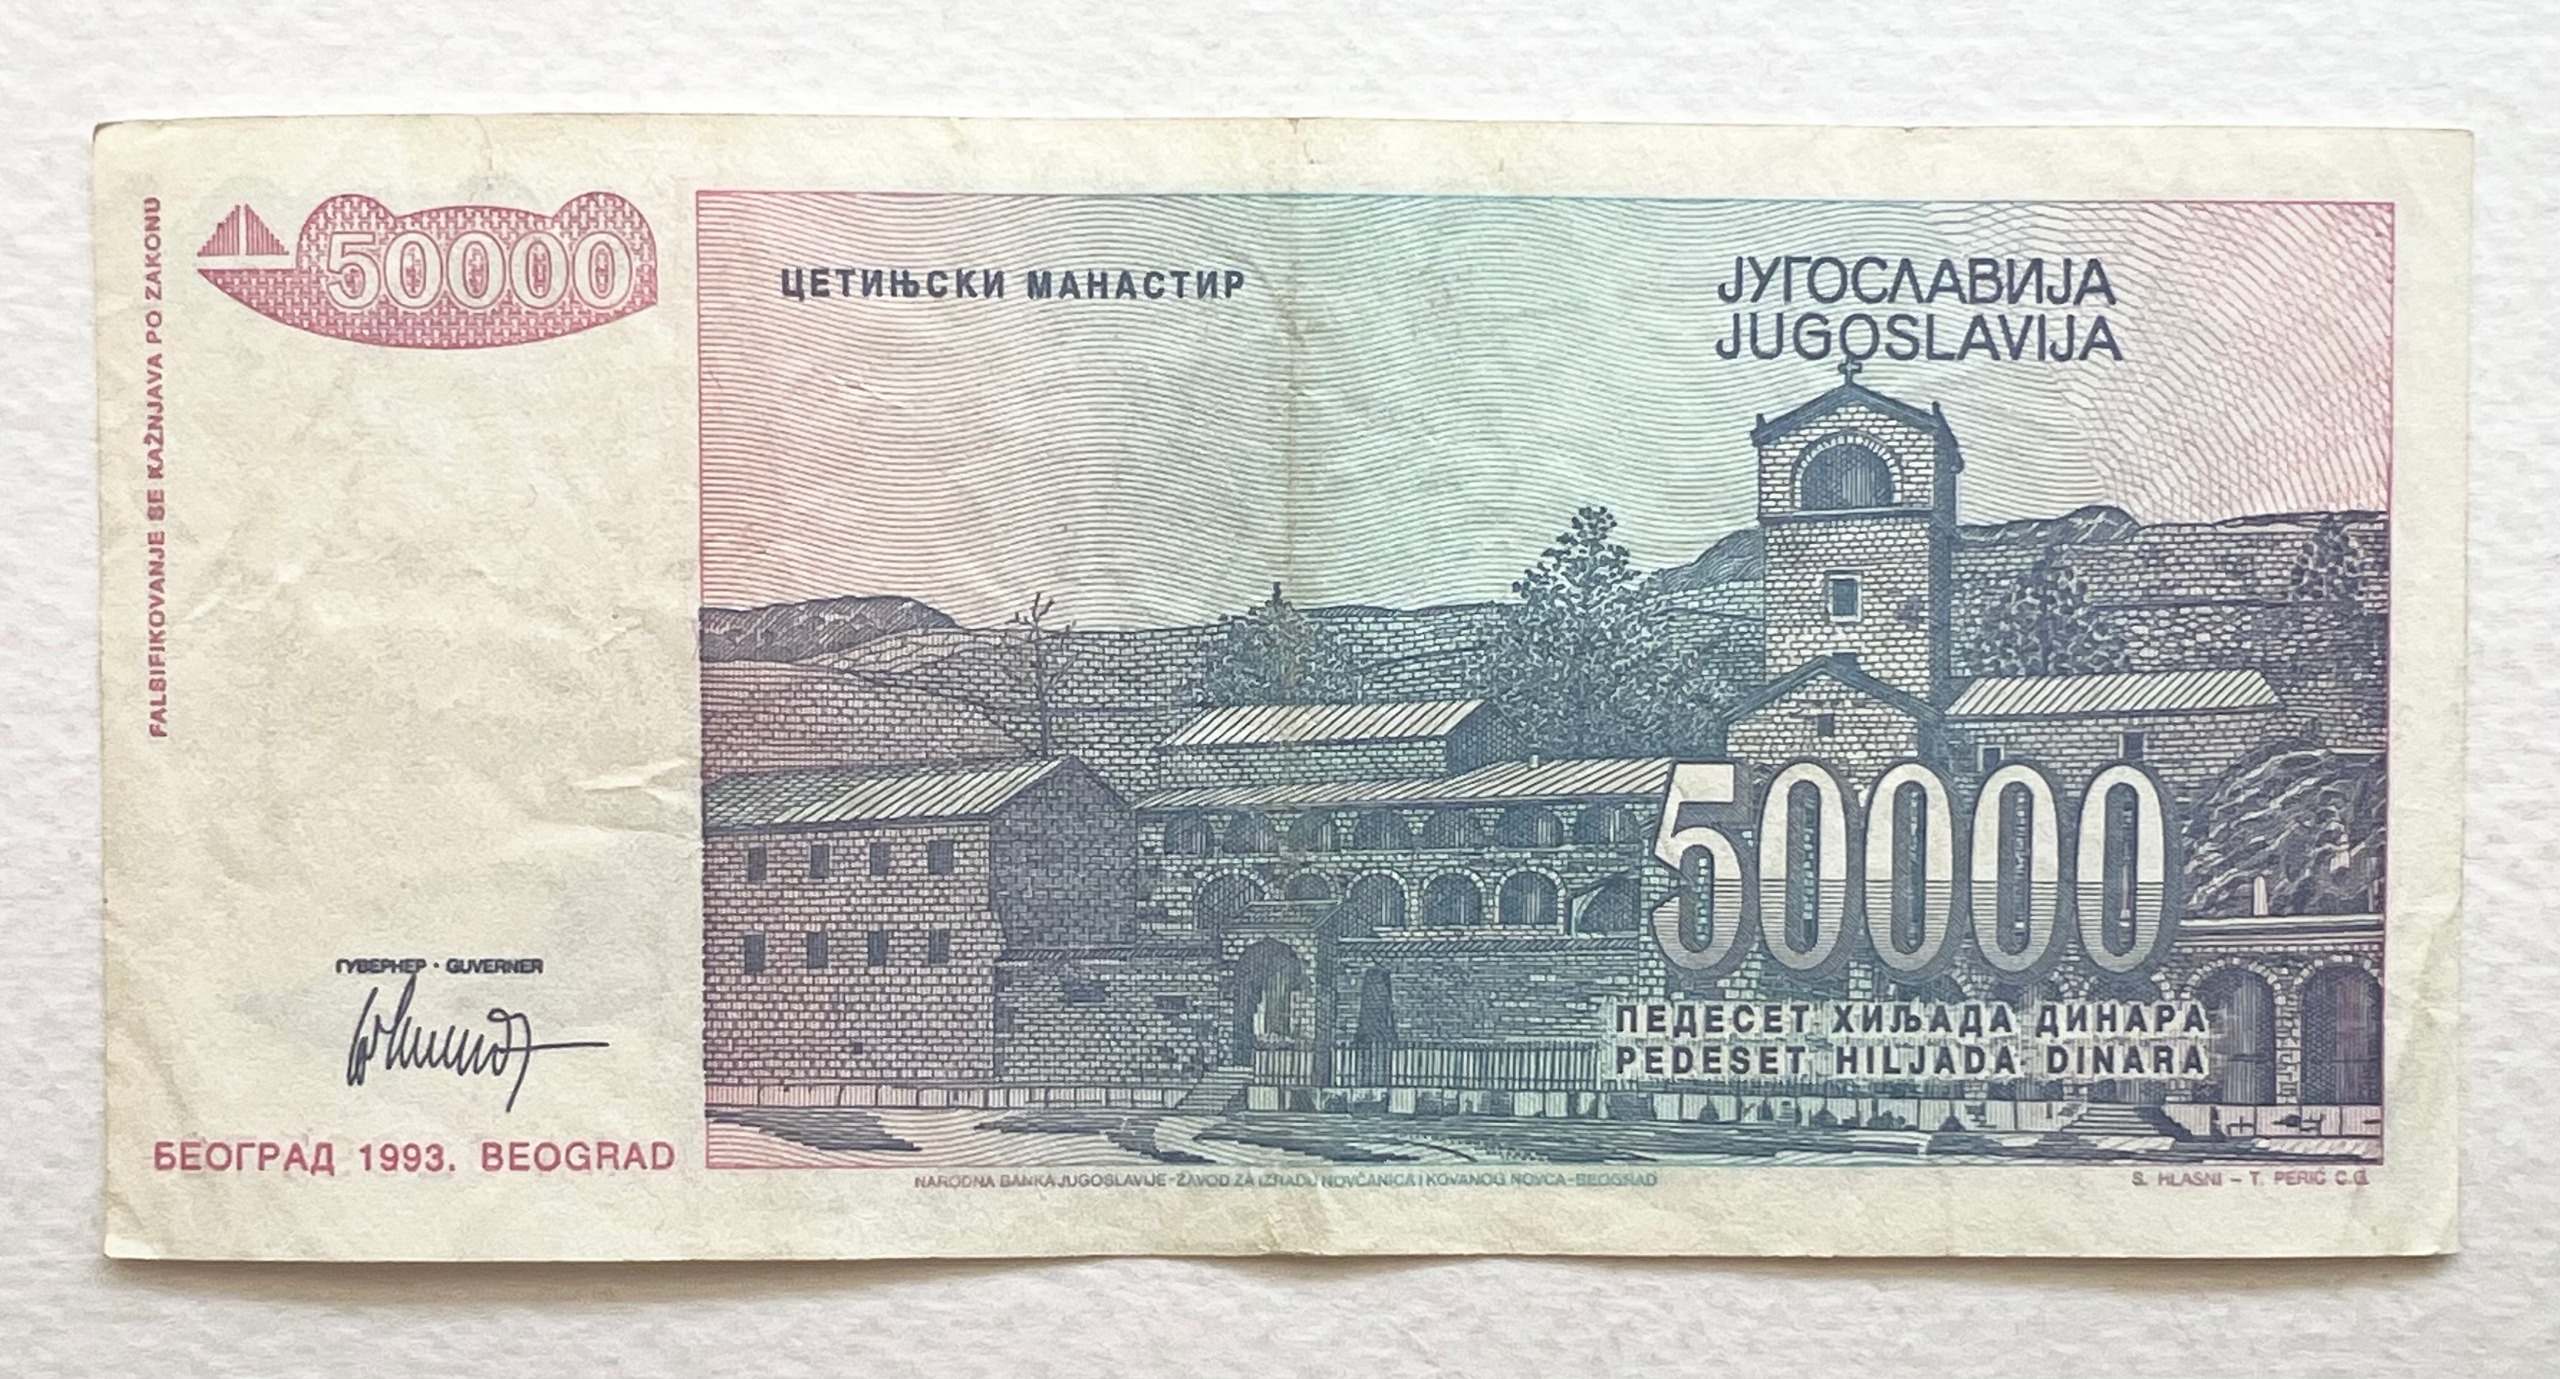 FALSIFIKOVANJE SE KAŽNJAVA PO ZAKONU
50000
ЦЕТИЊСКИ МАНАСТИР
ЈУГОСЛАВИЈА
JUGOSLAVIJA
50000
ПЕДЕСЕТ ХИЉАДА ДИНАРА
PEDESET HILJADA DINARA
ГУВЕРНЕР · GUVERNER
БЕОГРАД 1993. BEOGRAD
NARODNA BANKA JUGOSLAVIJE-ZAVOD ZA IZRADU NOVČANICA I KOVANOG NOVCA-BEOGRAD
S. HLASNI – T. PERIĆ C.G.